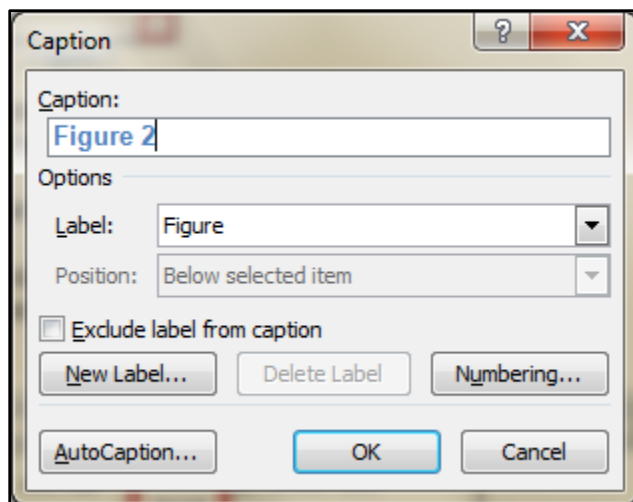 Caption
?
X
Caption:
Figure 2
Options
Label: Figure
Position: Below selected item
Exclude label from caption
New Label... Delete Label Numbering...
AutoCaption... OK Cancel